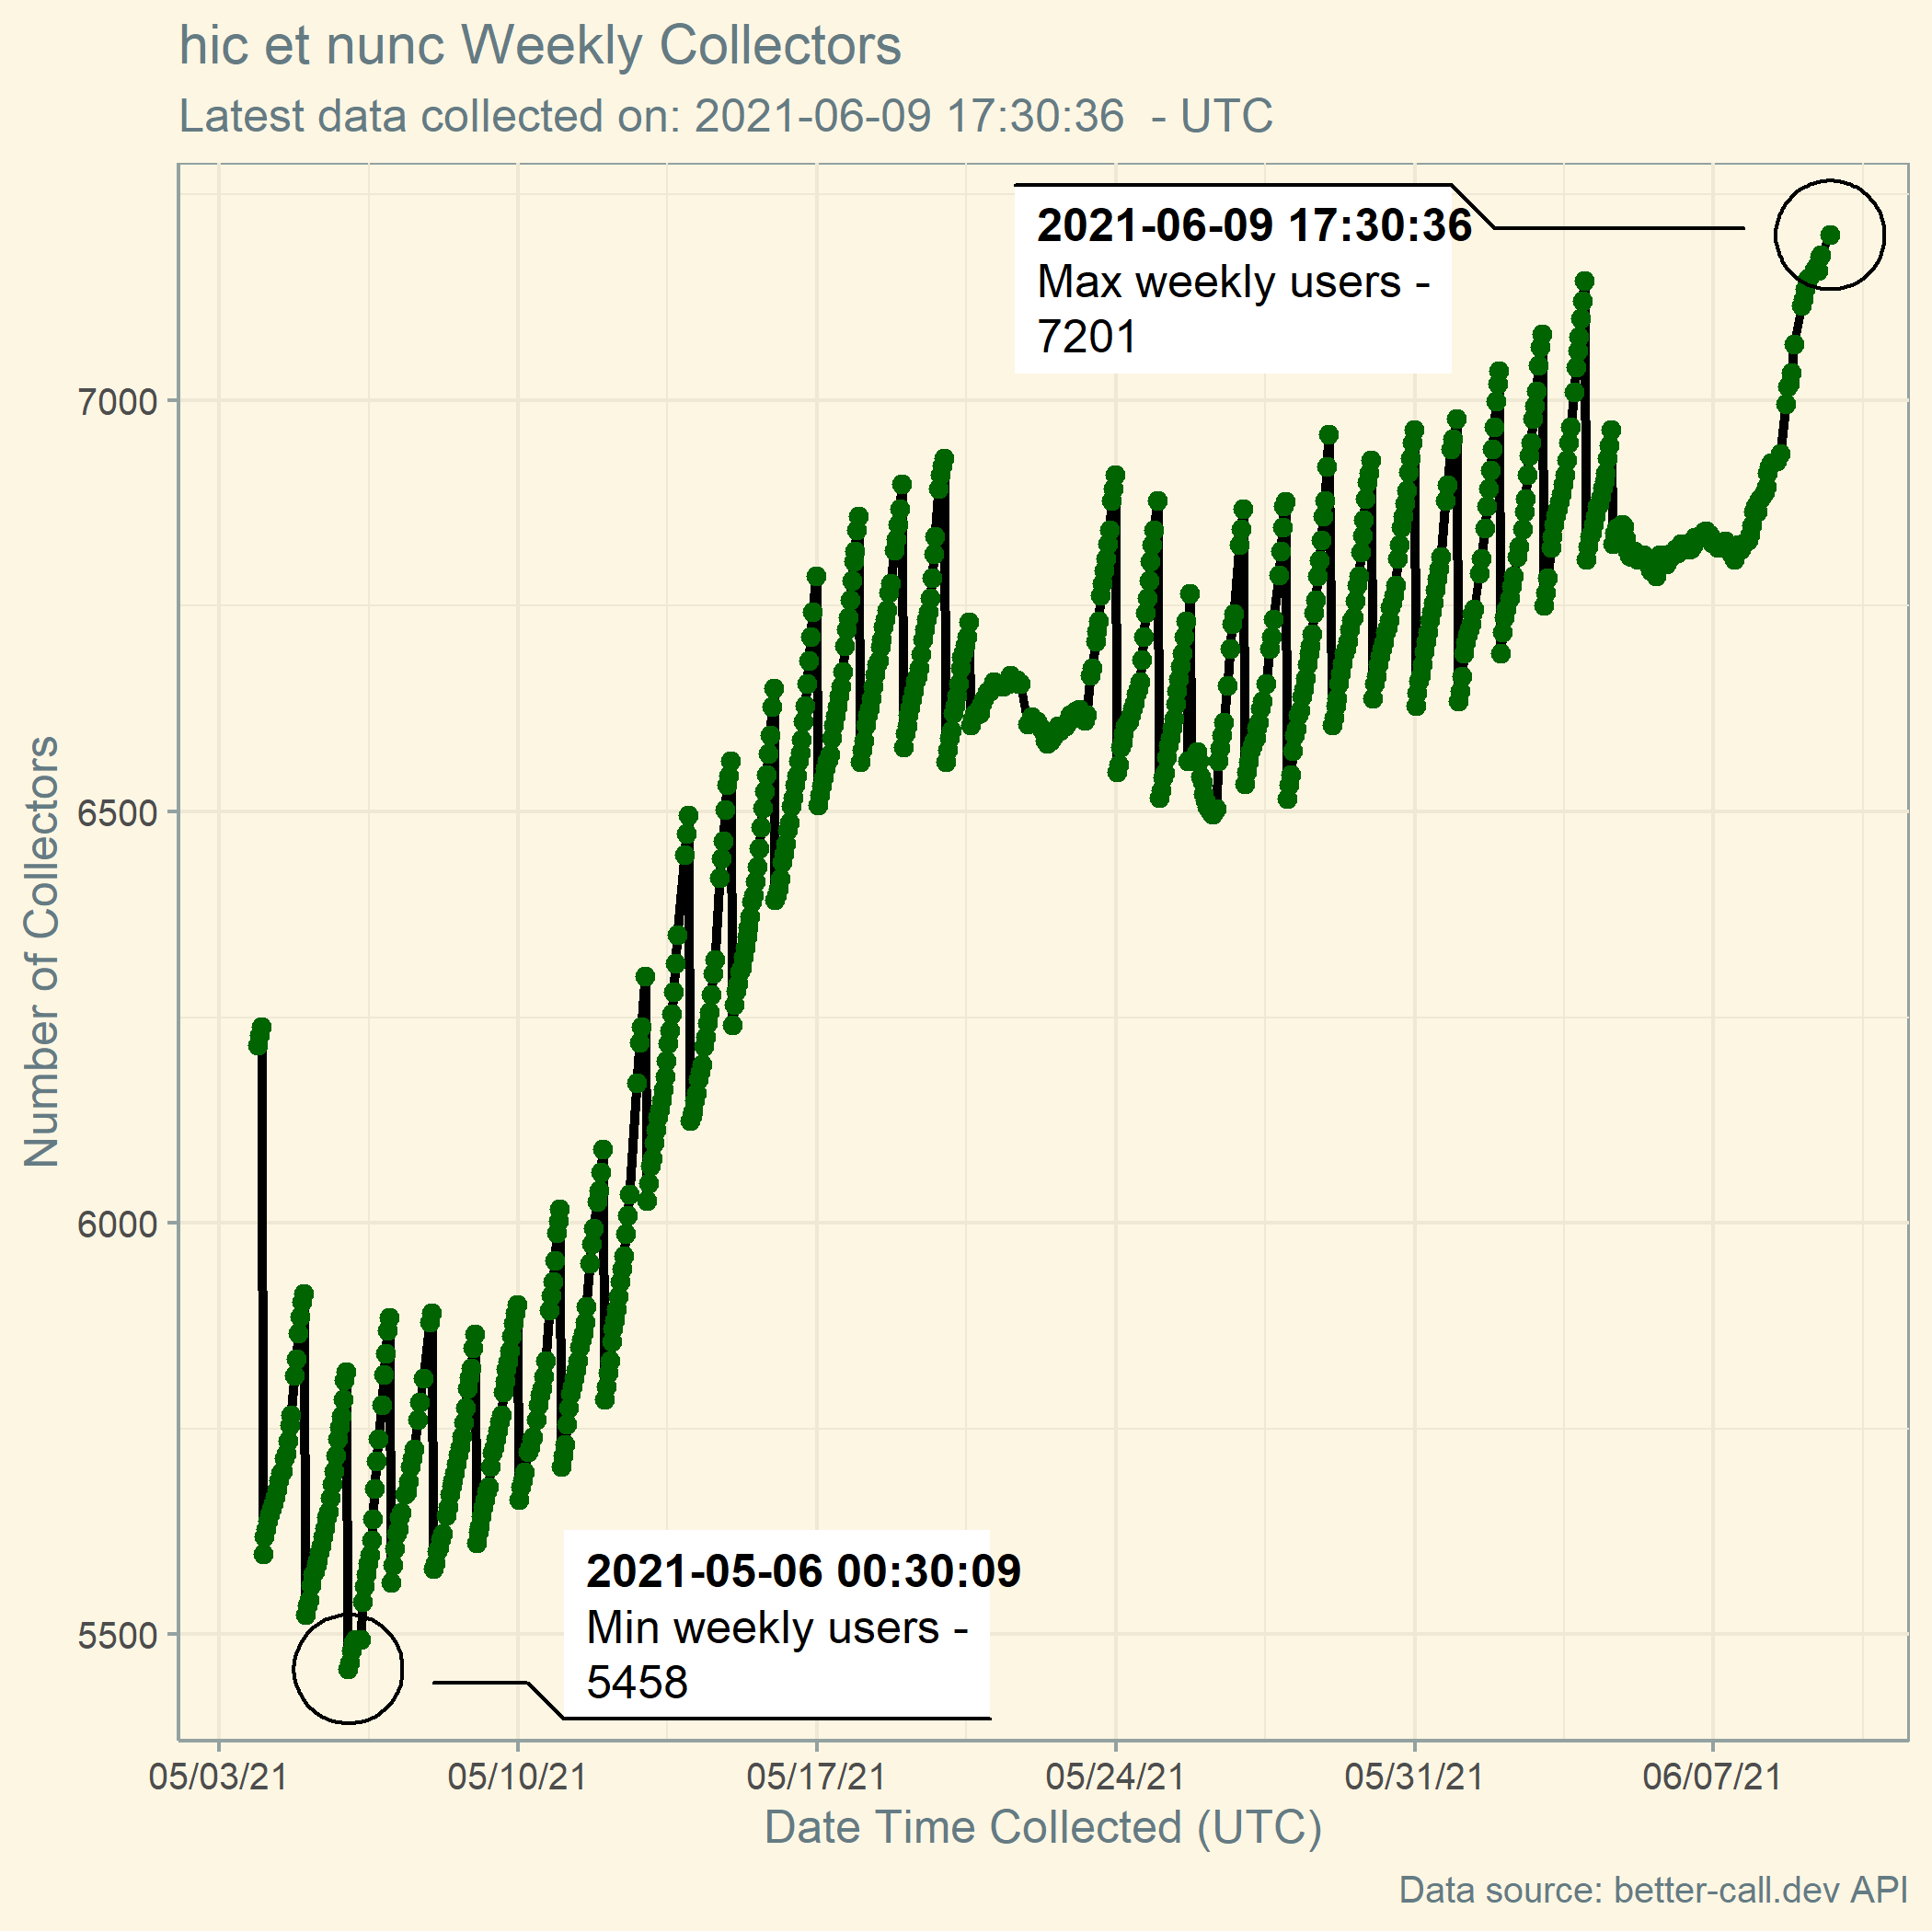 hic et nunc Weekly Collectors
Latest data collected on: 2021-06-09 17:30:36  - UTC
2021-06-09 17:30:36
Max weekly users -
7201
7000
6500
6000
5500
Number of Collectors
2021-05-06 00:30:09
Min weekly users -
5458
05/03/21 05/10/21 05/17/21 05/24/21 05/31/21 06/07/21
Date Time Collected (UTC)
Data source: better-call.dev API